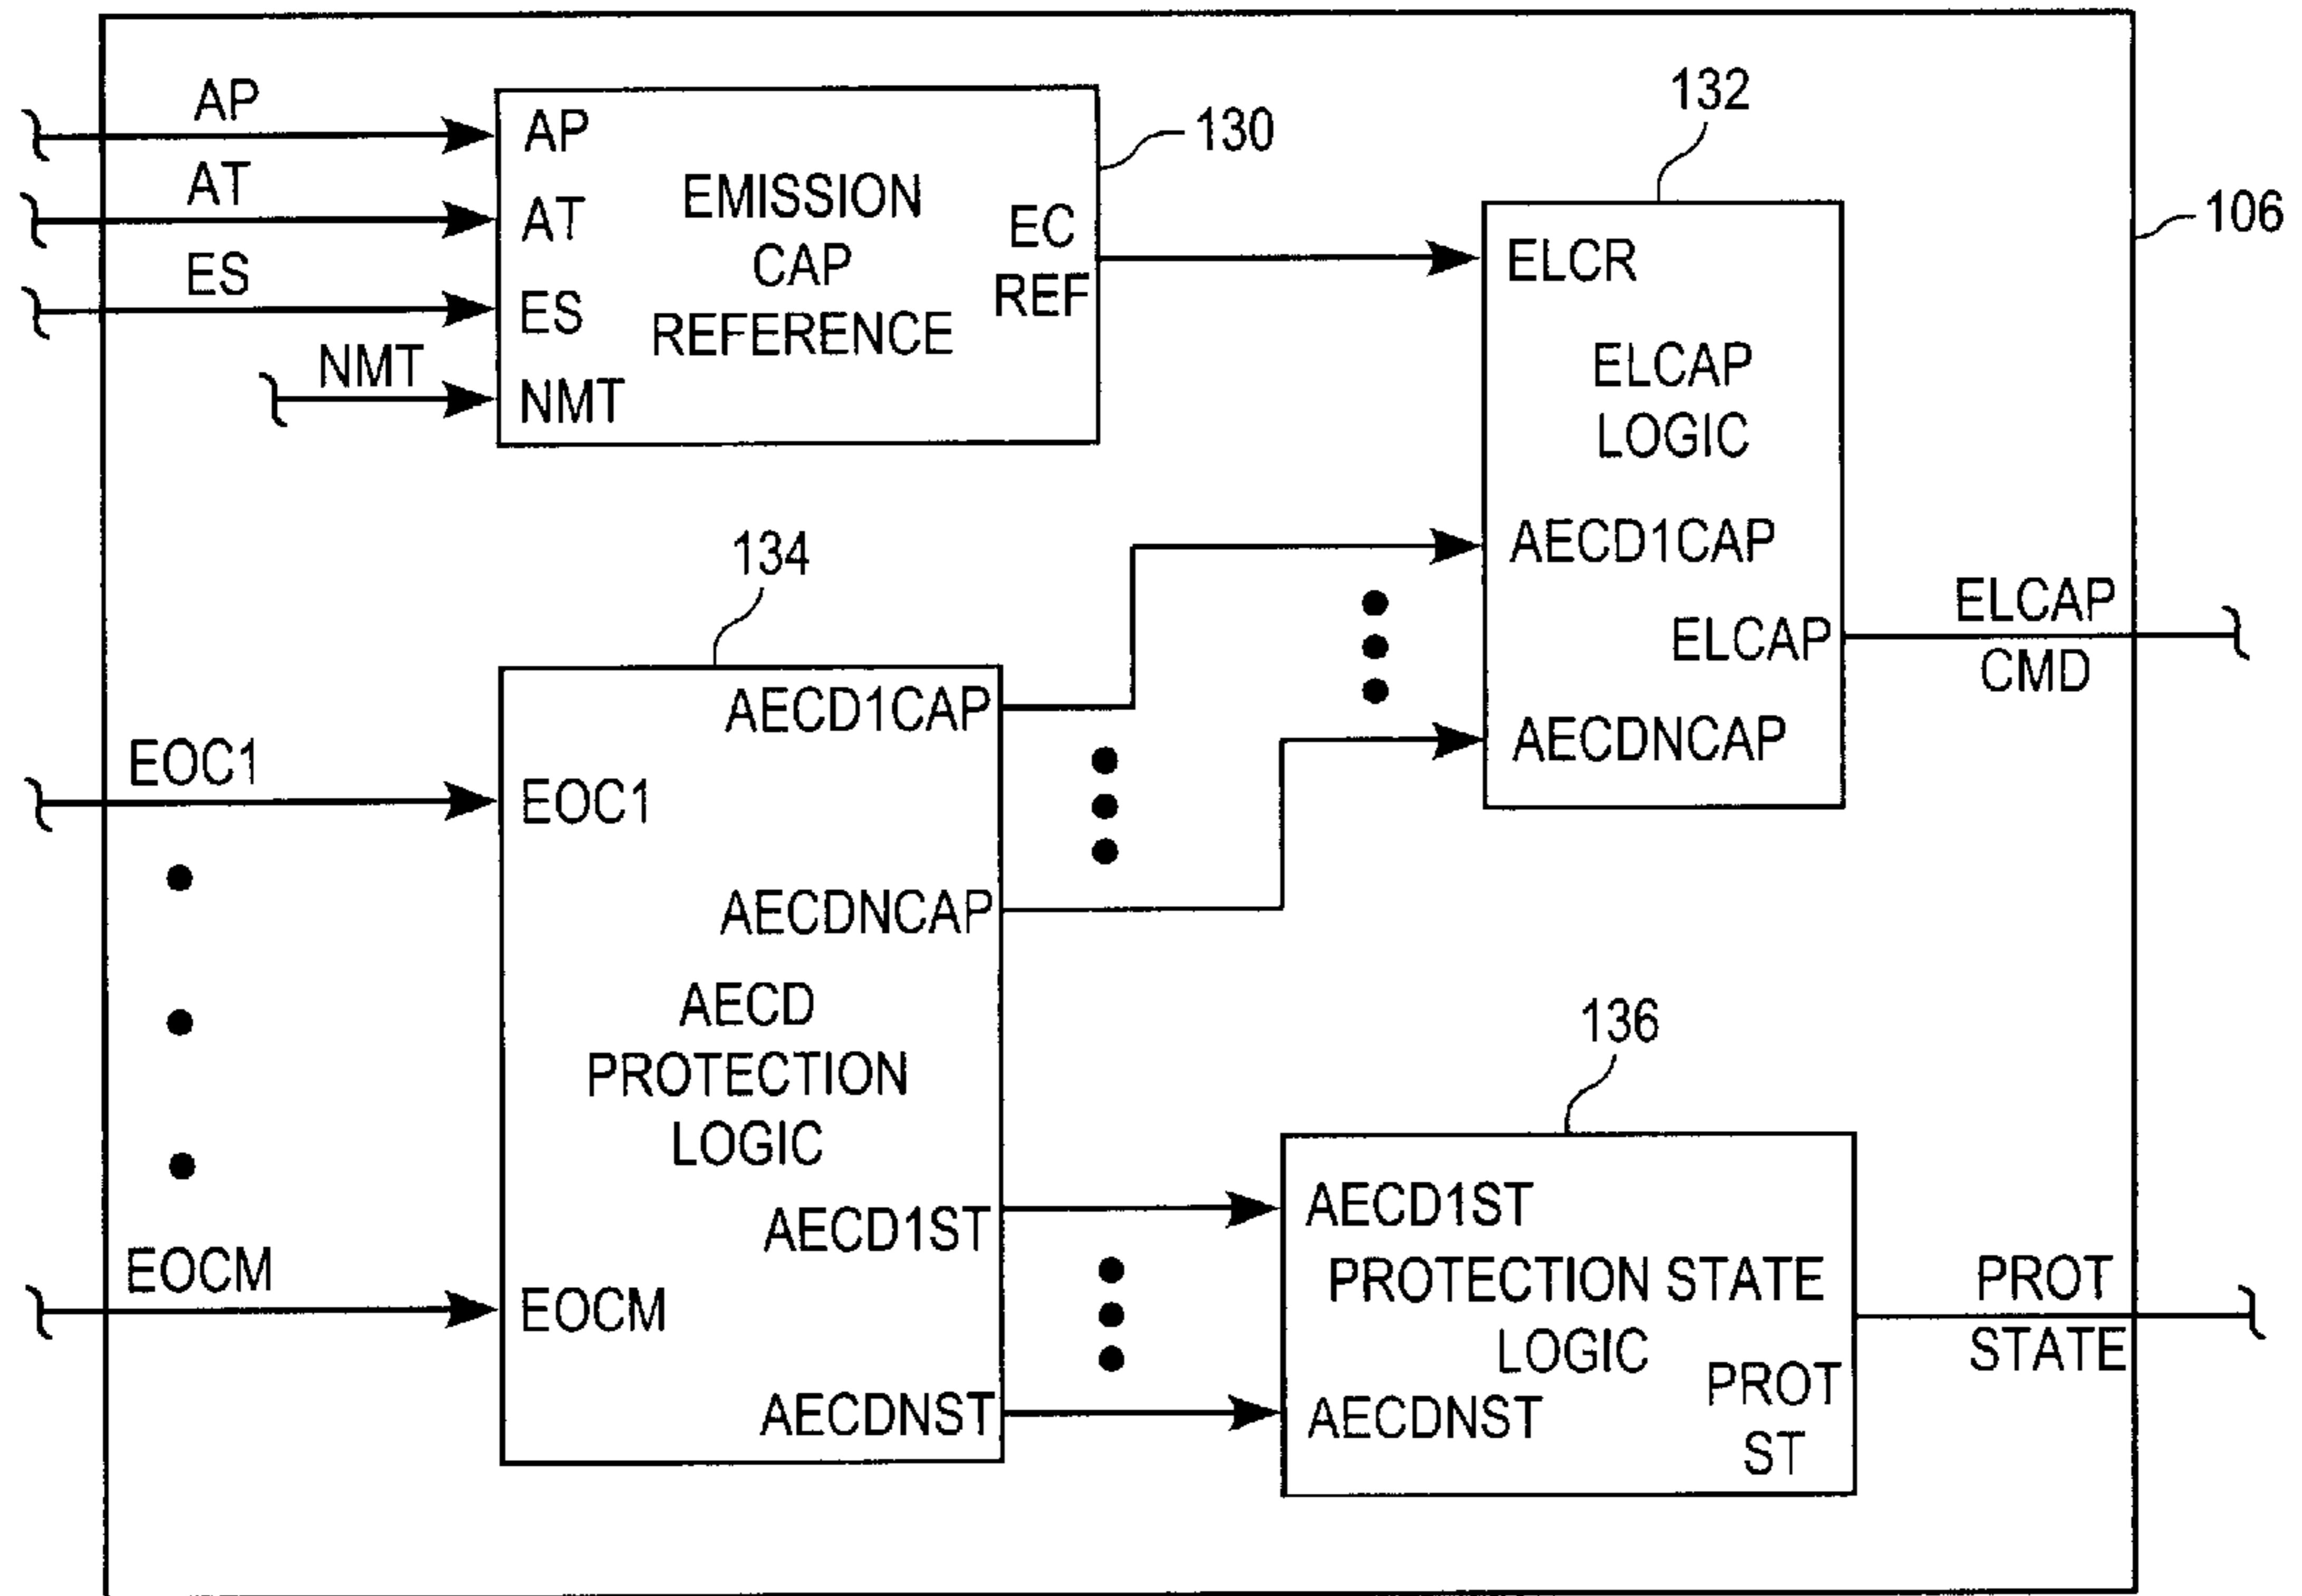 AP
AT
ES
NMT
AP
AT
ES
NMT
EMISSION
CAP
REFERENCE
EC
REF
130
132
106
ELCR
ELCAP
LOGIC
AECD1CAP
ELCAP
AECDNCAP
ELCAP
CMD
134
EOC1
EOCM
AECD1CAP
EOC1
AECDNCAP
AECD
PROTECTION
LOGIC
AECD1ST
EOCM
AECDNST
136
AECD1ST
PROTECTION STATE
LOGIC
PROT
ST
AECDNST
PROT
STATE